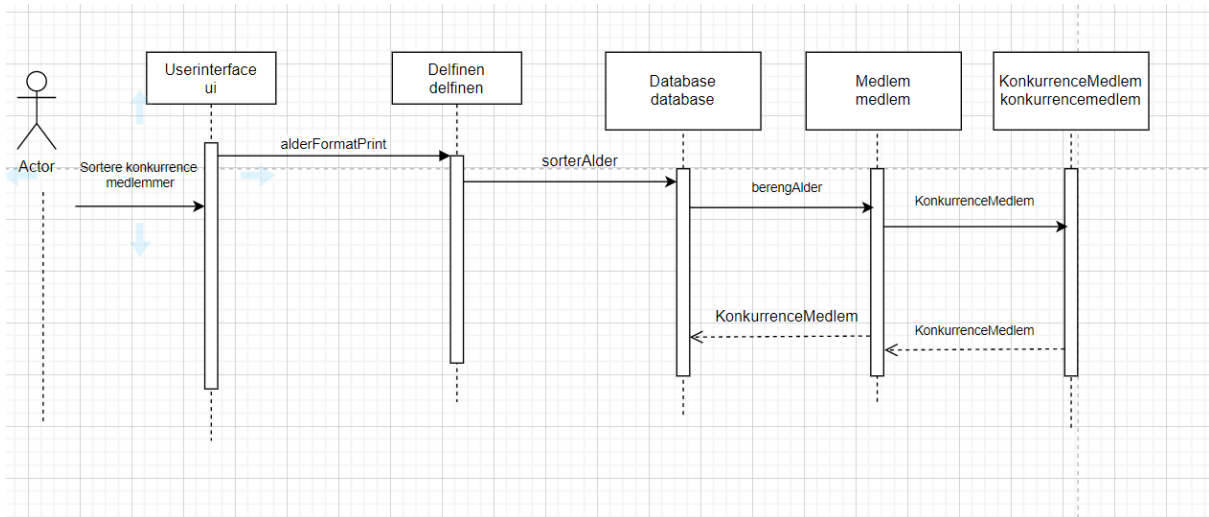 Userinterface
ui
Delfinen
delfinen
Database
database
Medlem
medlem
KonkurrenceMedlem
konkurrencemedlem
Actor
Sortere konkurrence
medlemmer
alderFormatPrint
sorterAlder
berengAlder
KonkurrenceMedlem
KonkurrenceMedlem
KonkurrenceMedlem